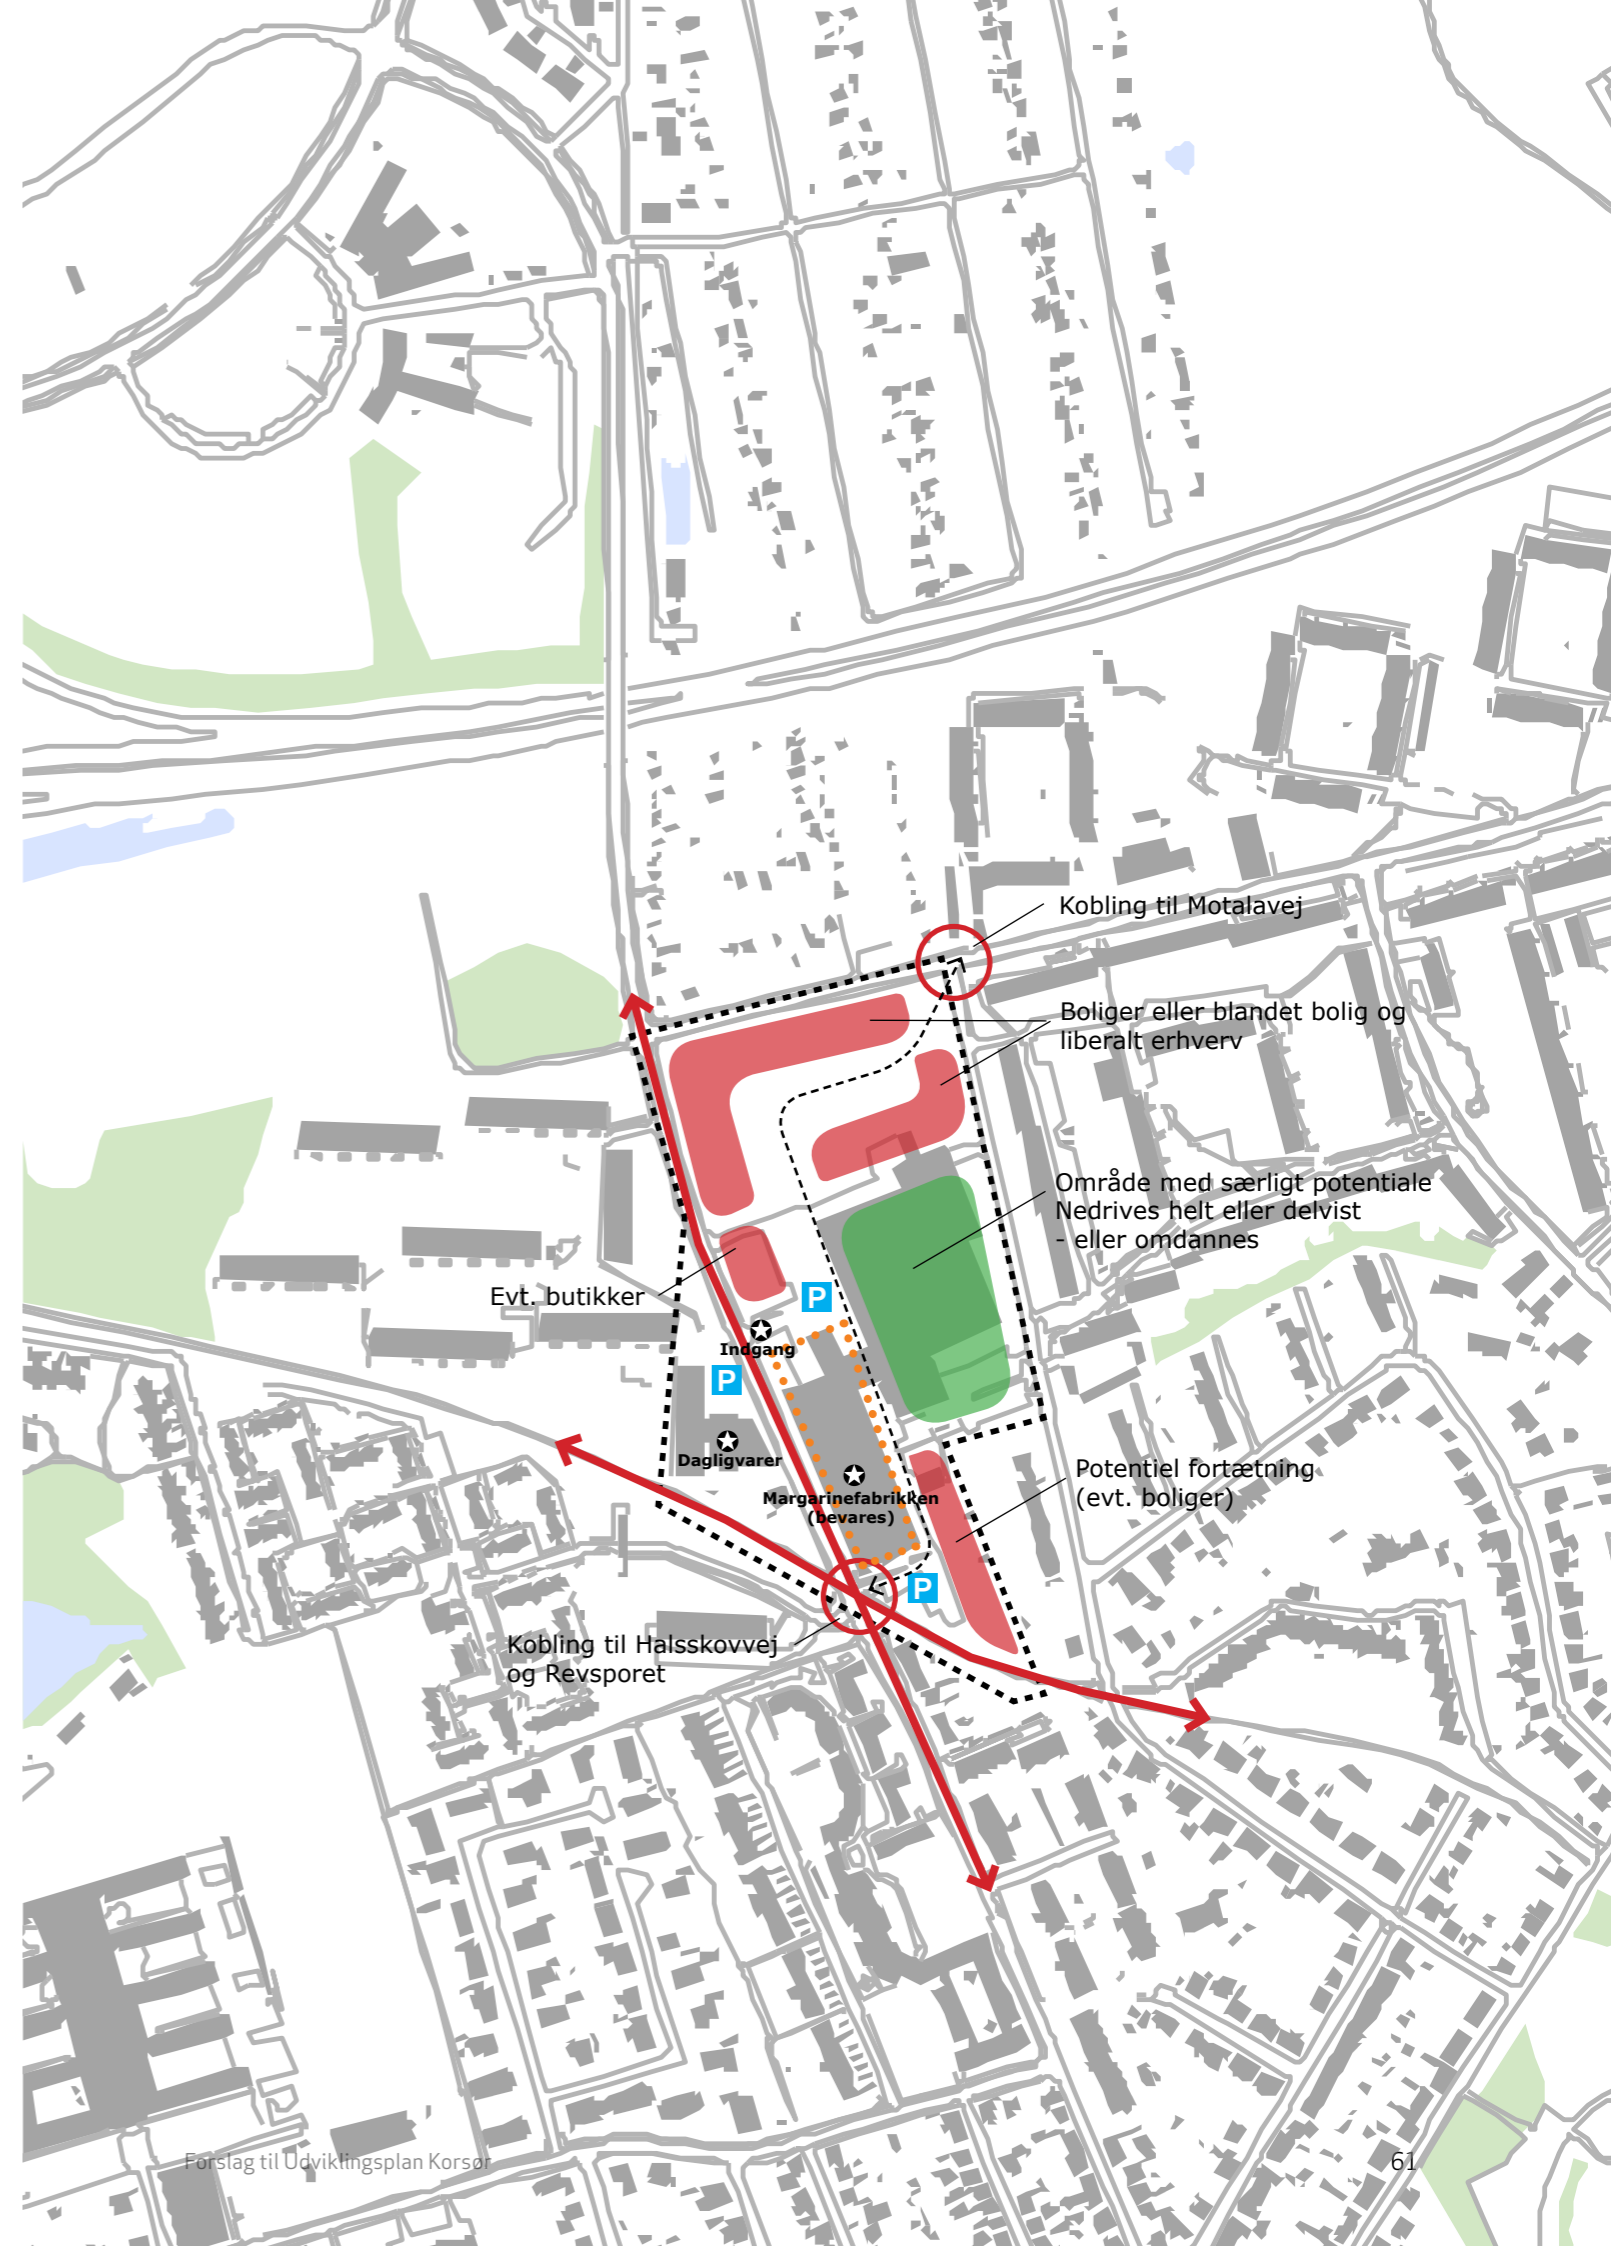 Kobling til Motalavej
Boliger eller blandet bolig og
liberalt erhverv
Område med særligt potentiale
Nedrives helt eller delvist
- eller omdannes
Evt. butikker
P
Indgang
P
Dagligvarer
Potentiel fortætning
(evt. boliger)
Margarinefabrikken
(bevares)
P
Kobling til Halsskovvej
og Revsporet
Forslag til Udviklingsplan Korsør
61